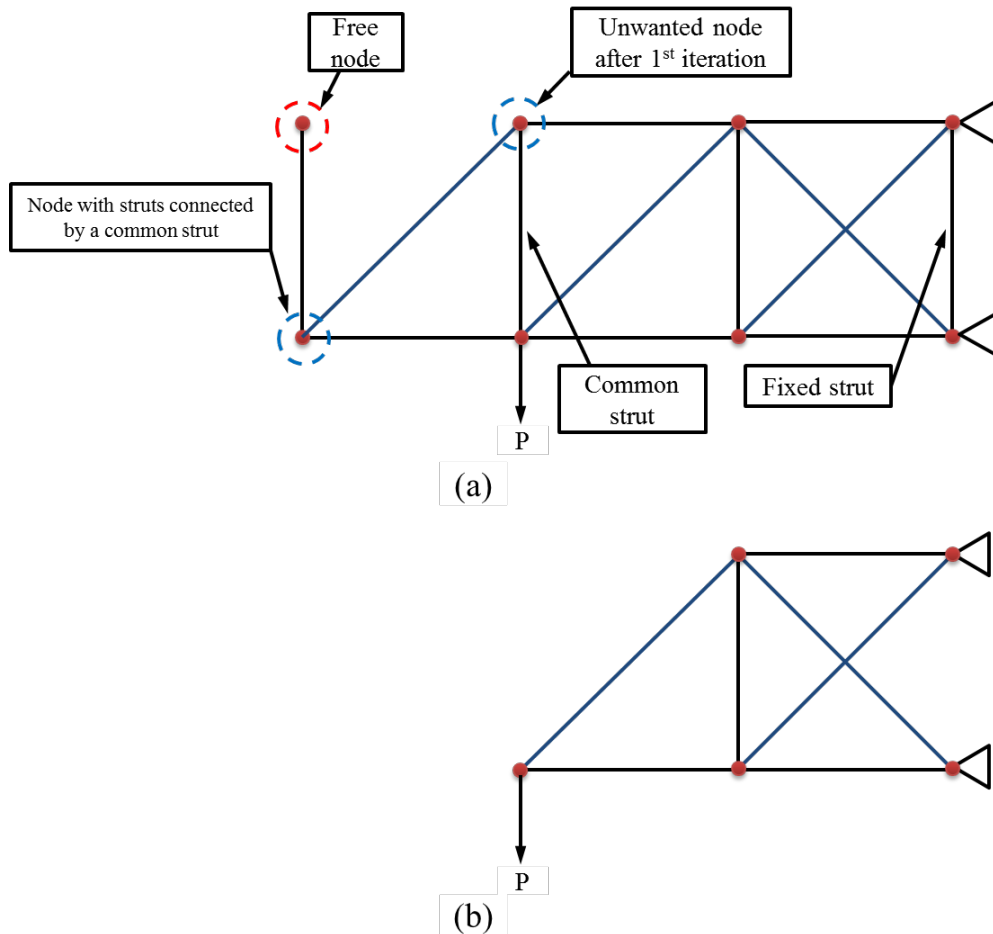 Free
node
Unwanted node
after 1st iteration
Node with struts connected
by a common strut
Common
strut
Fixed strut
P
(a)
P
(b)